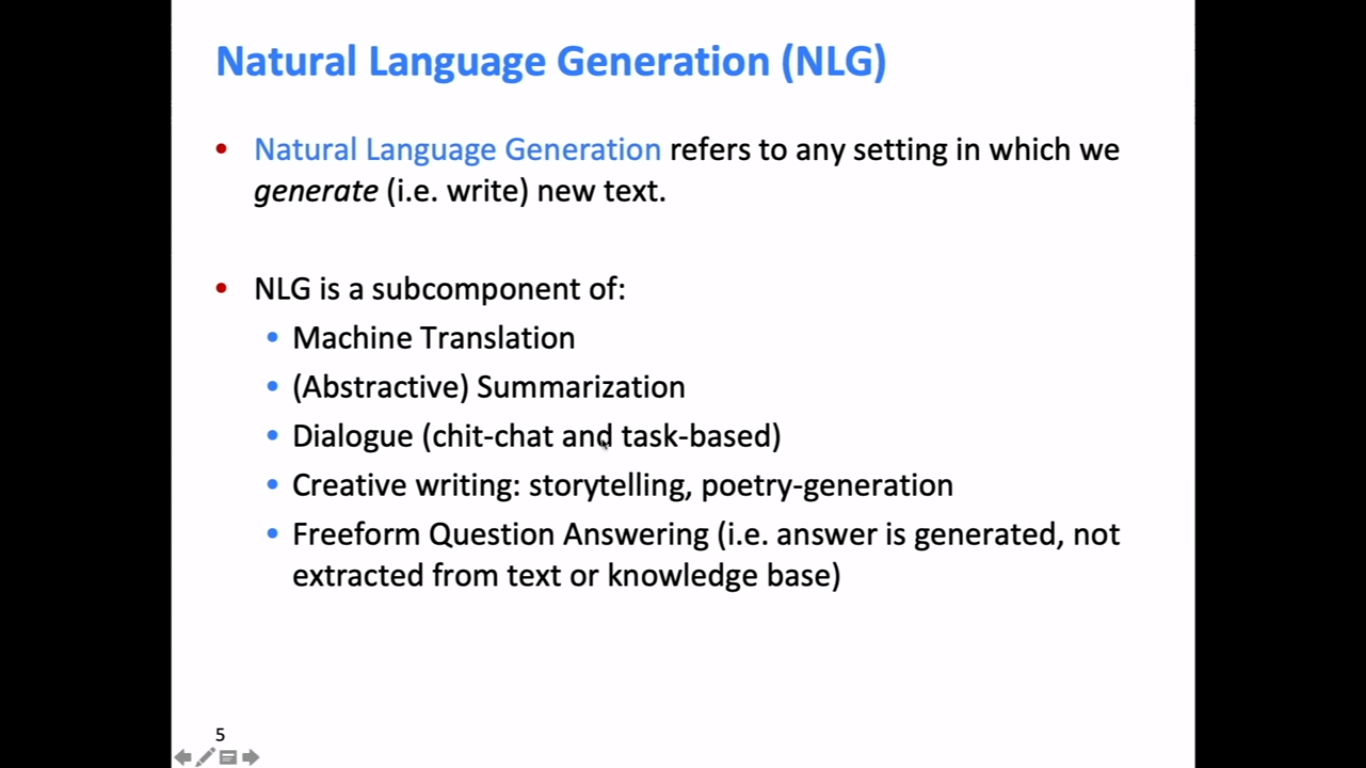 Natural Language Generation (NLG)
• Natural Language Generation refers to any setting in which we
generate (i.e. write) new text.
• NLG is a subcomponent of:
• Machine Translation
• (Abstractive) Summarization
• Dialogue (chit-chat and task-based)
• Creative writing: storytelling, poetry-generation
• Freeform Question Answering (i.e. answer is generated, not
extracted from text or knowledge base)
5